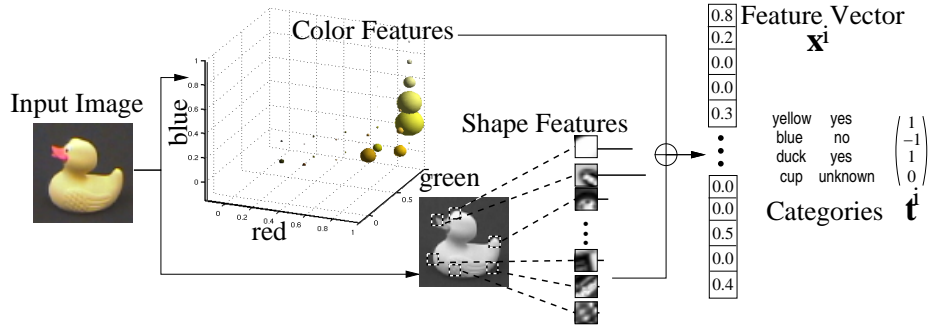 Color Features
Input Image
1
0.8
0.6
0.4
0.2
0
blue
0
0.2
0.4
0.6
0.8
1
red
0
0.5
green
Shape Features
0.8
0.2
0.0
0.0
0.3
0.0
0.0
0.5
0.0
0.4
Feature Vector
x^i
yellow yes 1
blue no −1
duck yes 1
cup unknown 0
Categories t^i